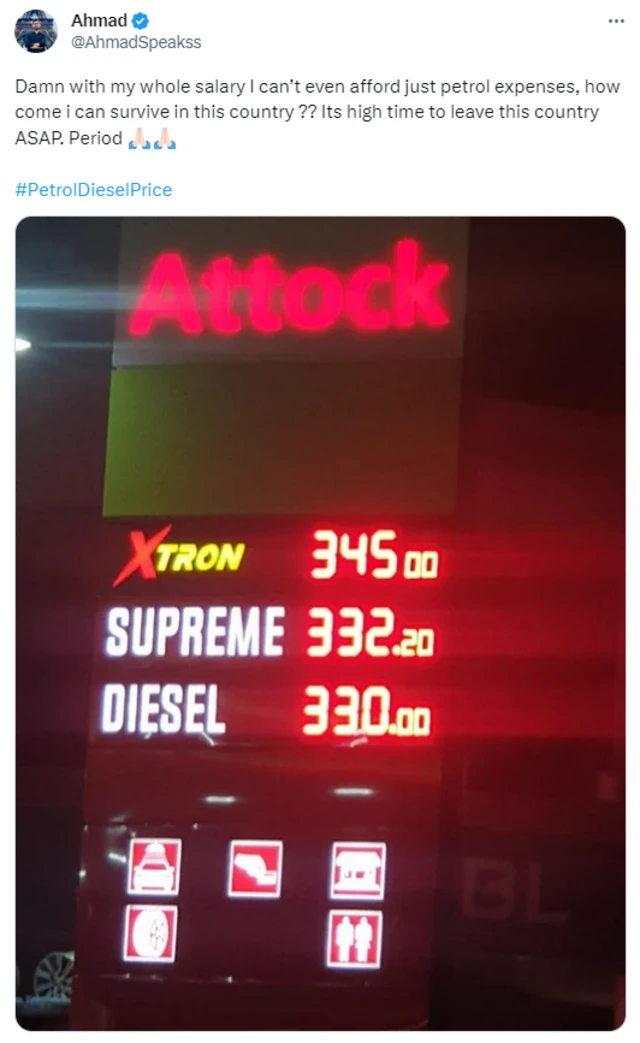 Ahmad
@AhmadSpeakss
Damn with my whole salary I can't even afford just petrol expenses, how
come i can survive in this country ?? Its high time to leave this country
ASAP. Period 🙏🏻🙏🏻
#PetrolDieselPrice
Attock
XTRON 345 00
SUPREME 332.20
DIESEL 330.00
BL